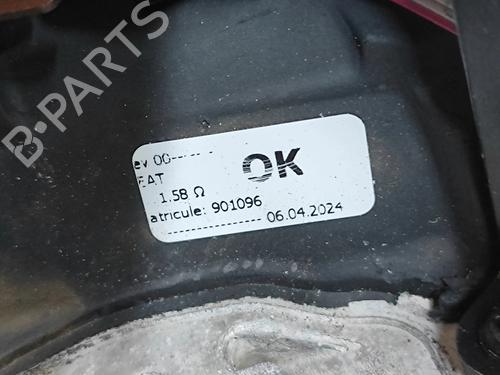 B-PARTS
ev 00
EAT
OK
1.58 Ω
atricule: 901096
06.04.2024